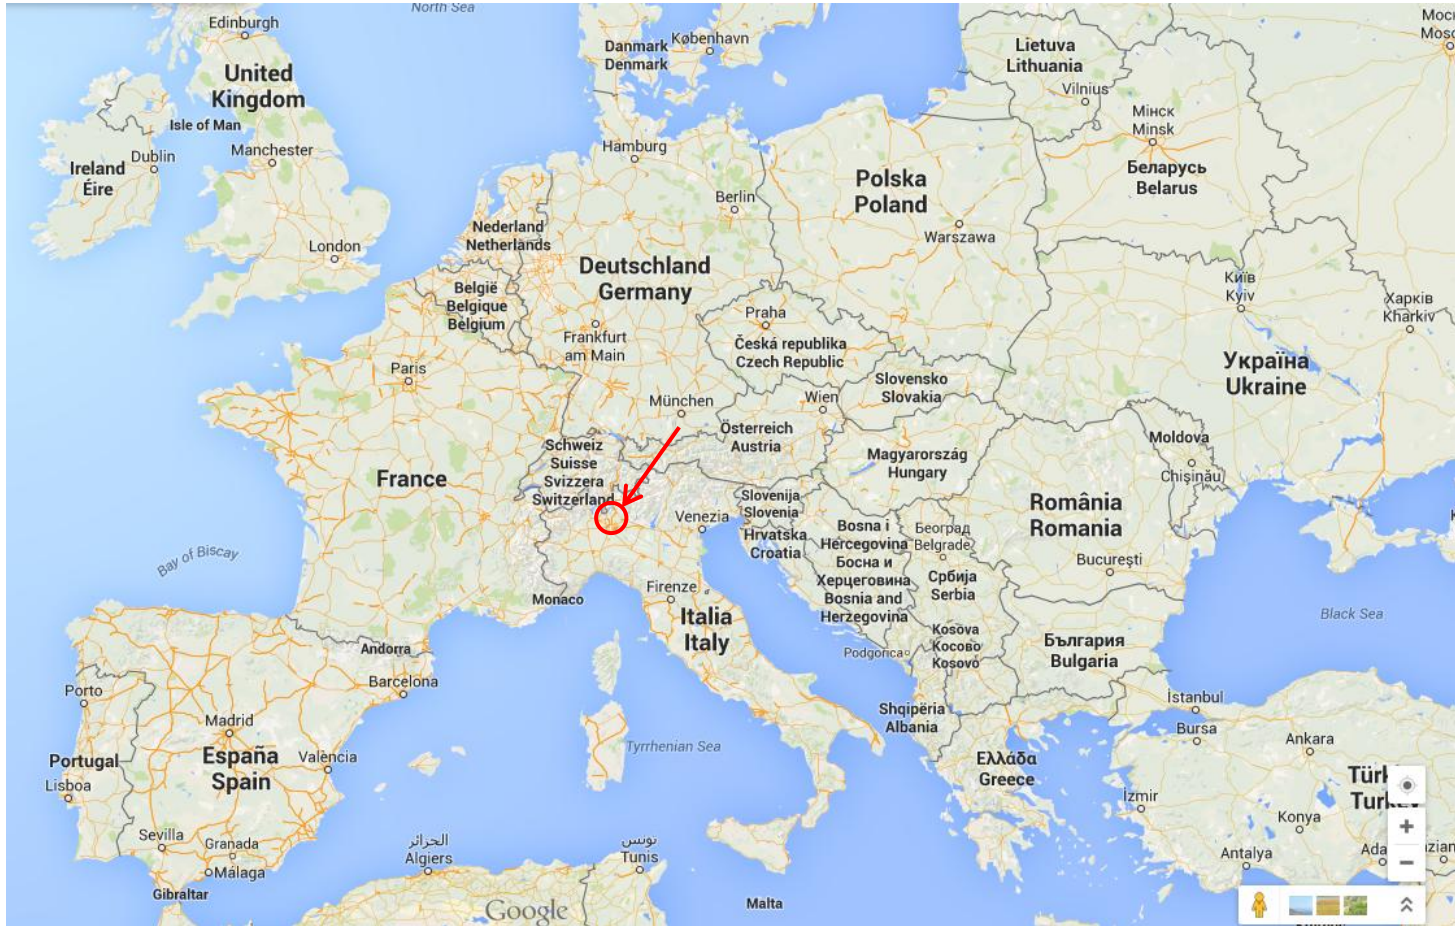 North Sea
Edinburgh
United
Kingdom
Isle of Man
Ireland
Éire
Dublin
Manchester
London
Danmark
Denmark
København
Lietuva
Lithuania
Vilnius
Мінск
Minsk
Беларусь
Belarus
Hamburg
Berlin
Polska
Poland
Warszawa
Nederland
Netherlands
Deutschland
Germany
België
Belgique
Belgium
Frankfurt
am Main
Praha
Česká republika
Czech Republic
Київ
Kyiv
Харків
Kharkiv
Україна
Ukraine
Paris
München
Wien
Slovensko
Slovakia
Österreich
Austria
Schweiz
Suisse
Svizzera
Switzerland
France
Magyarország
Hungary
Moldova
Chișinău
România
Romania
București
Slovenija
Slovenia
Venezia
Hrvatska
Croatia
Bosna i
Hercegovina
Босна и
Херцеговина
Bosnia and
Herzegovina
Београд
Belgrade
Србија
Serbia
Bay of Biscay
Monaco
Firenze
Italia
Italy
Kosova
Косово
Kosovo
Podgorica
България
Bulgaria
Black Sea
Andorra
Barcelona
Porto
Madrid
España
Spain
València
Portugal
Lisboa
Sevilla
Granada
Málaga
Gibraltar
Tyrrhenian Sea
Shqipëria
Albania
Ελλάδα
Greece
İstanbul
Bursa
Ankara
İzmir
Konya
Antalya
الجزائر
Algiers
تونس
Tunis
Malta
Google